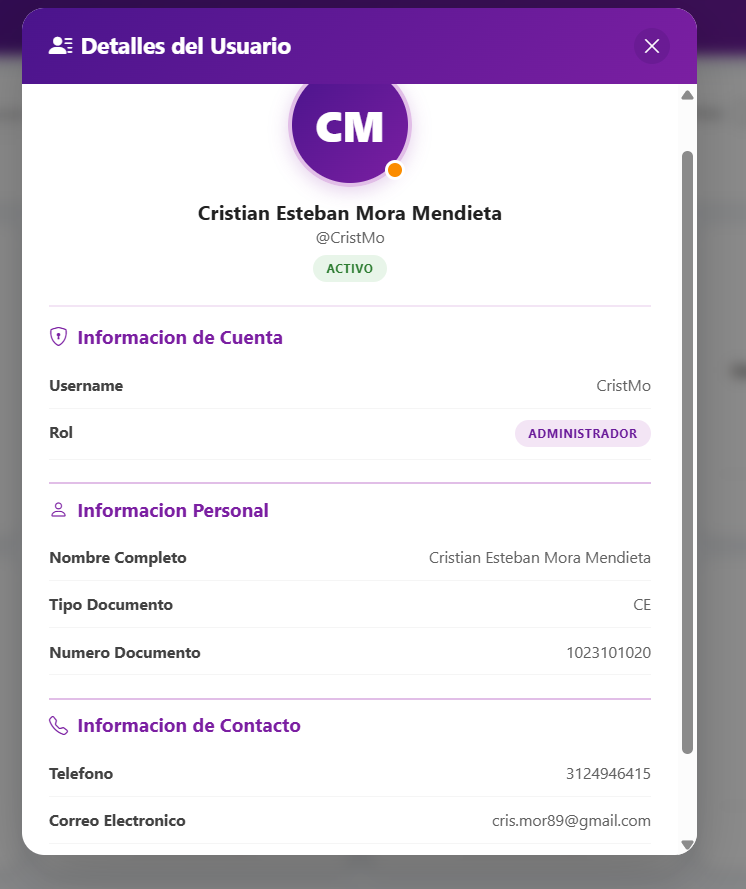 Detalles del Usuario
CM
Cristian Esteban Mora Mendieta
@CristMo
ACTIVO
Informacion de Cuenta
Username CristMo
Rol ADMINISTRADOR
Informacion Personal
Nombre Completo Cristian Esteban Mora Mendieta
Tipo Documento CE
Numero Documento 1023101020
Informacion de Contacto
Telefono 3124946415
Correo Electronico cris.mor89@gmail.com